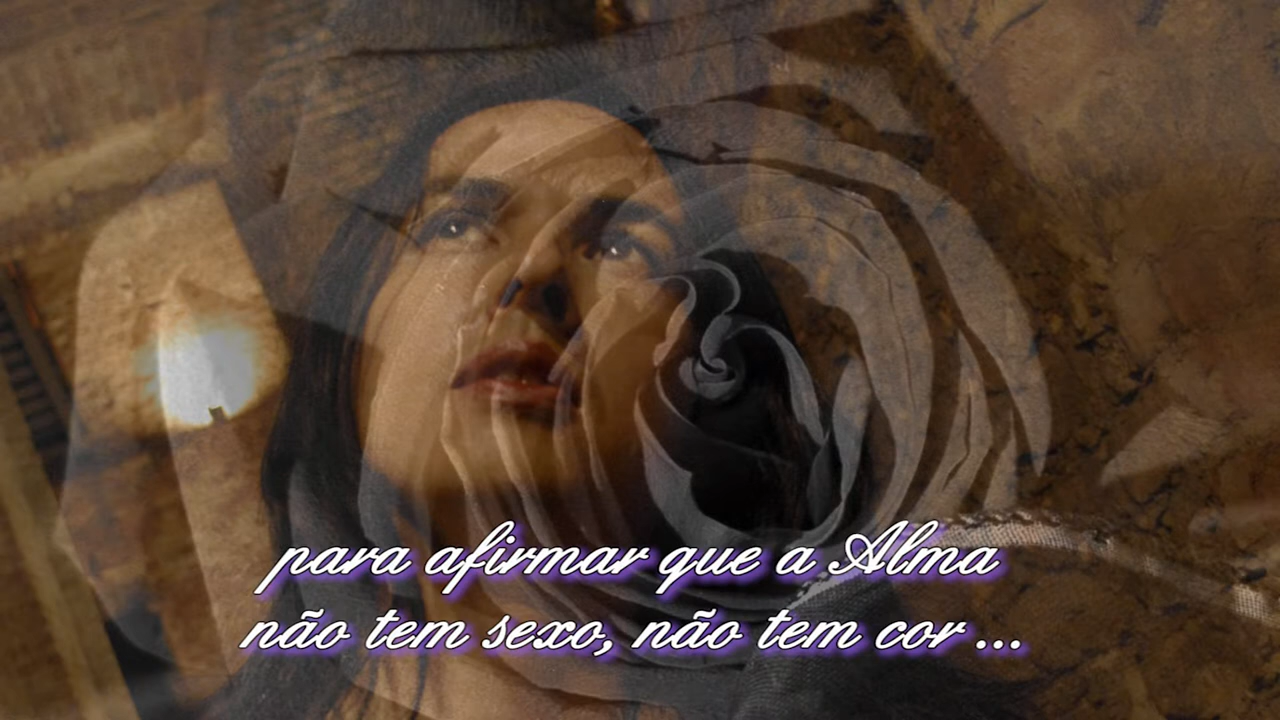 para afirmar que a Alma
não tem sexo, não tem cor ...